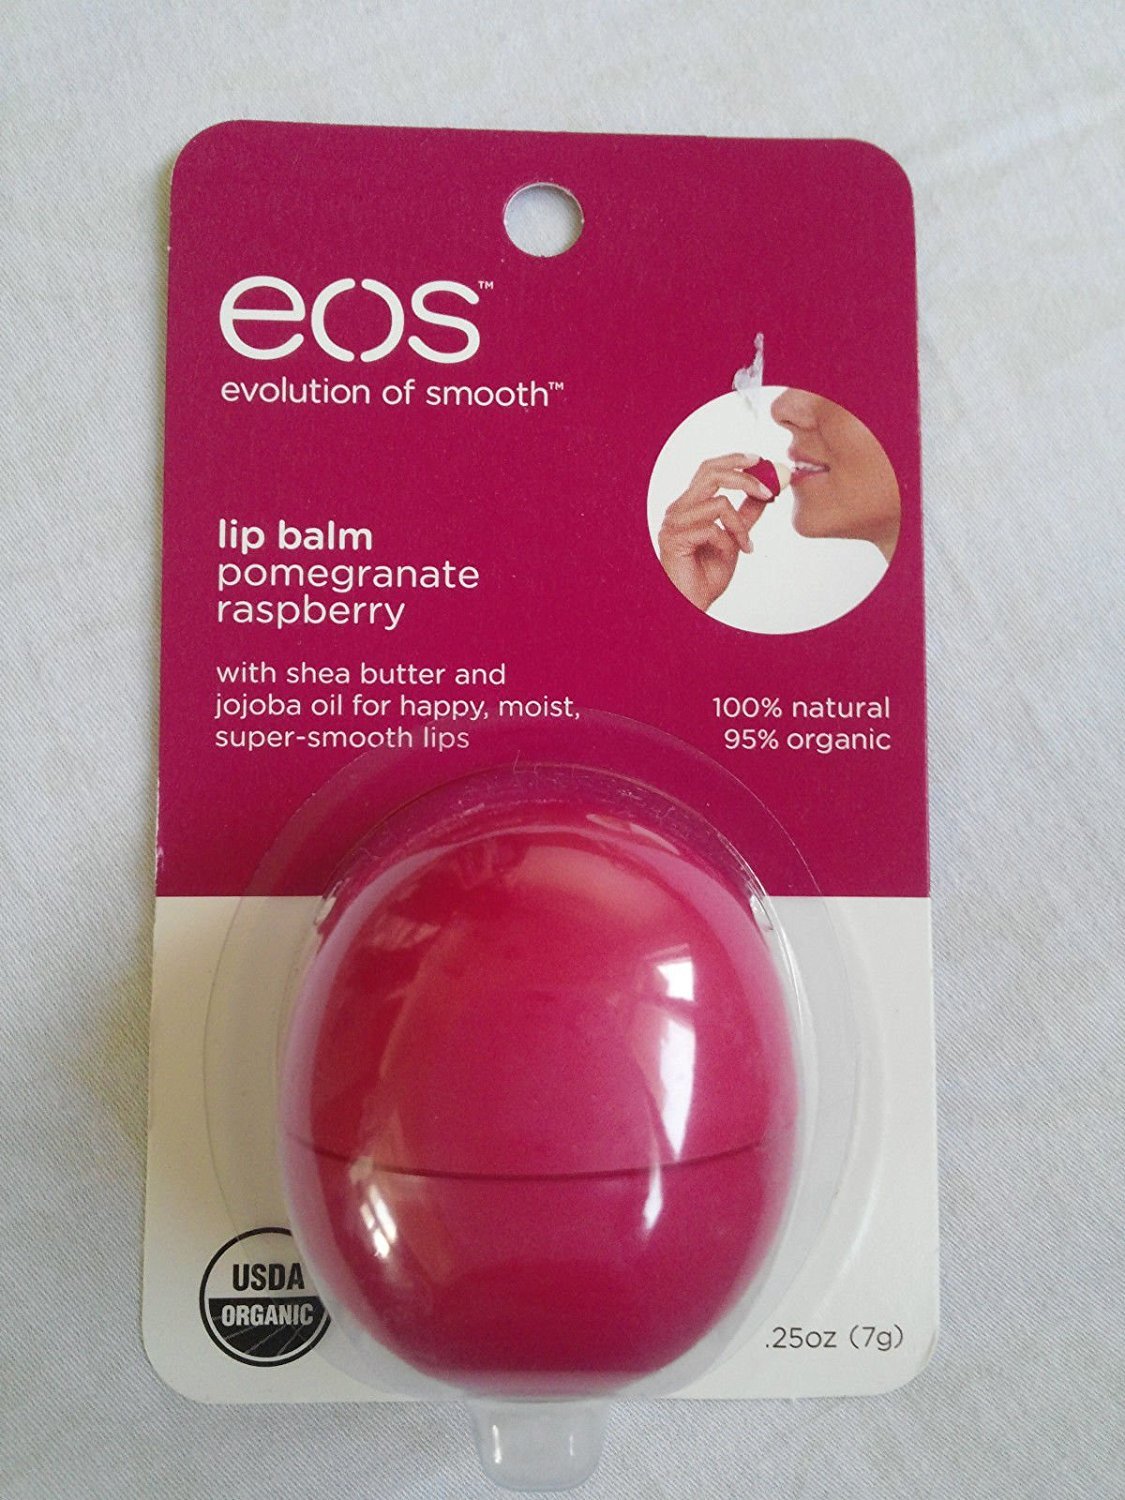 eos™
evolution of smooth™
lip balm
pomegranate
raspberry
with shea butter and
jojoba oil for happy, moist,
super-smooth lips
100% natural
95% organic
USDA
ORGANIC
.25oz (7g)